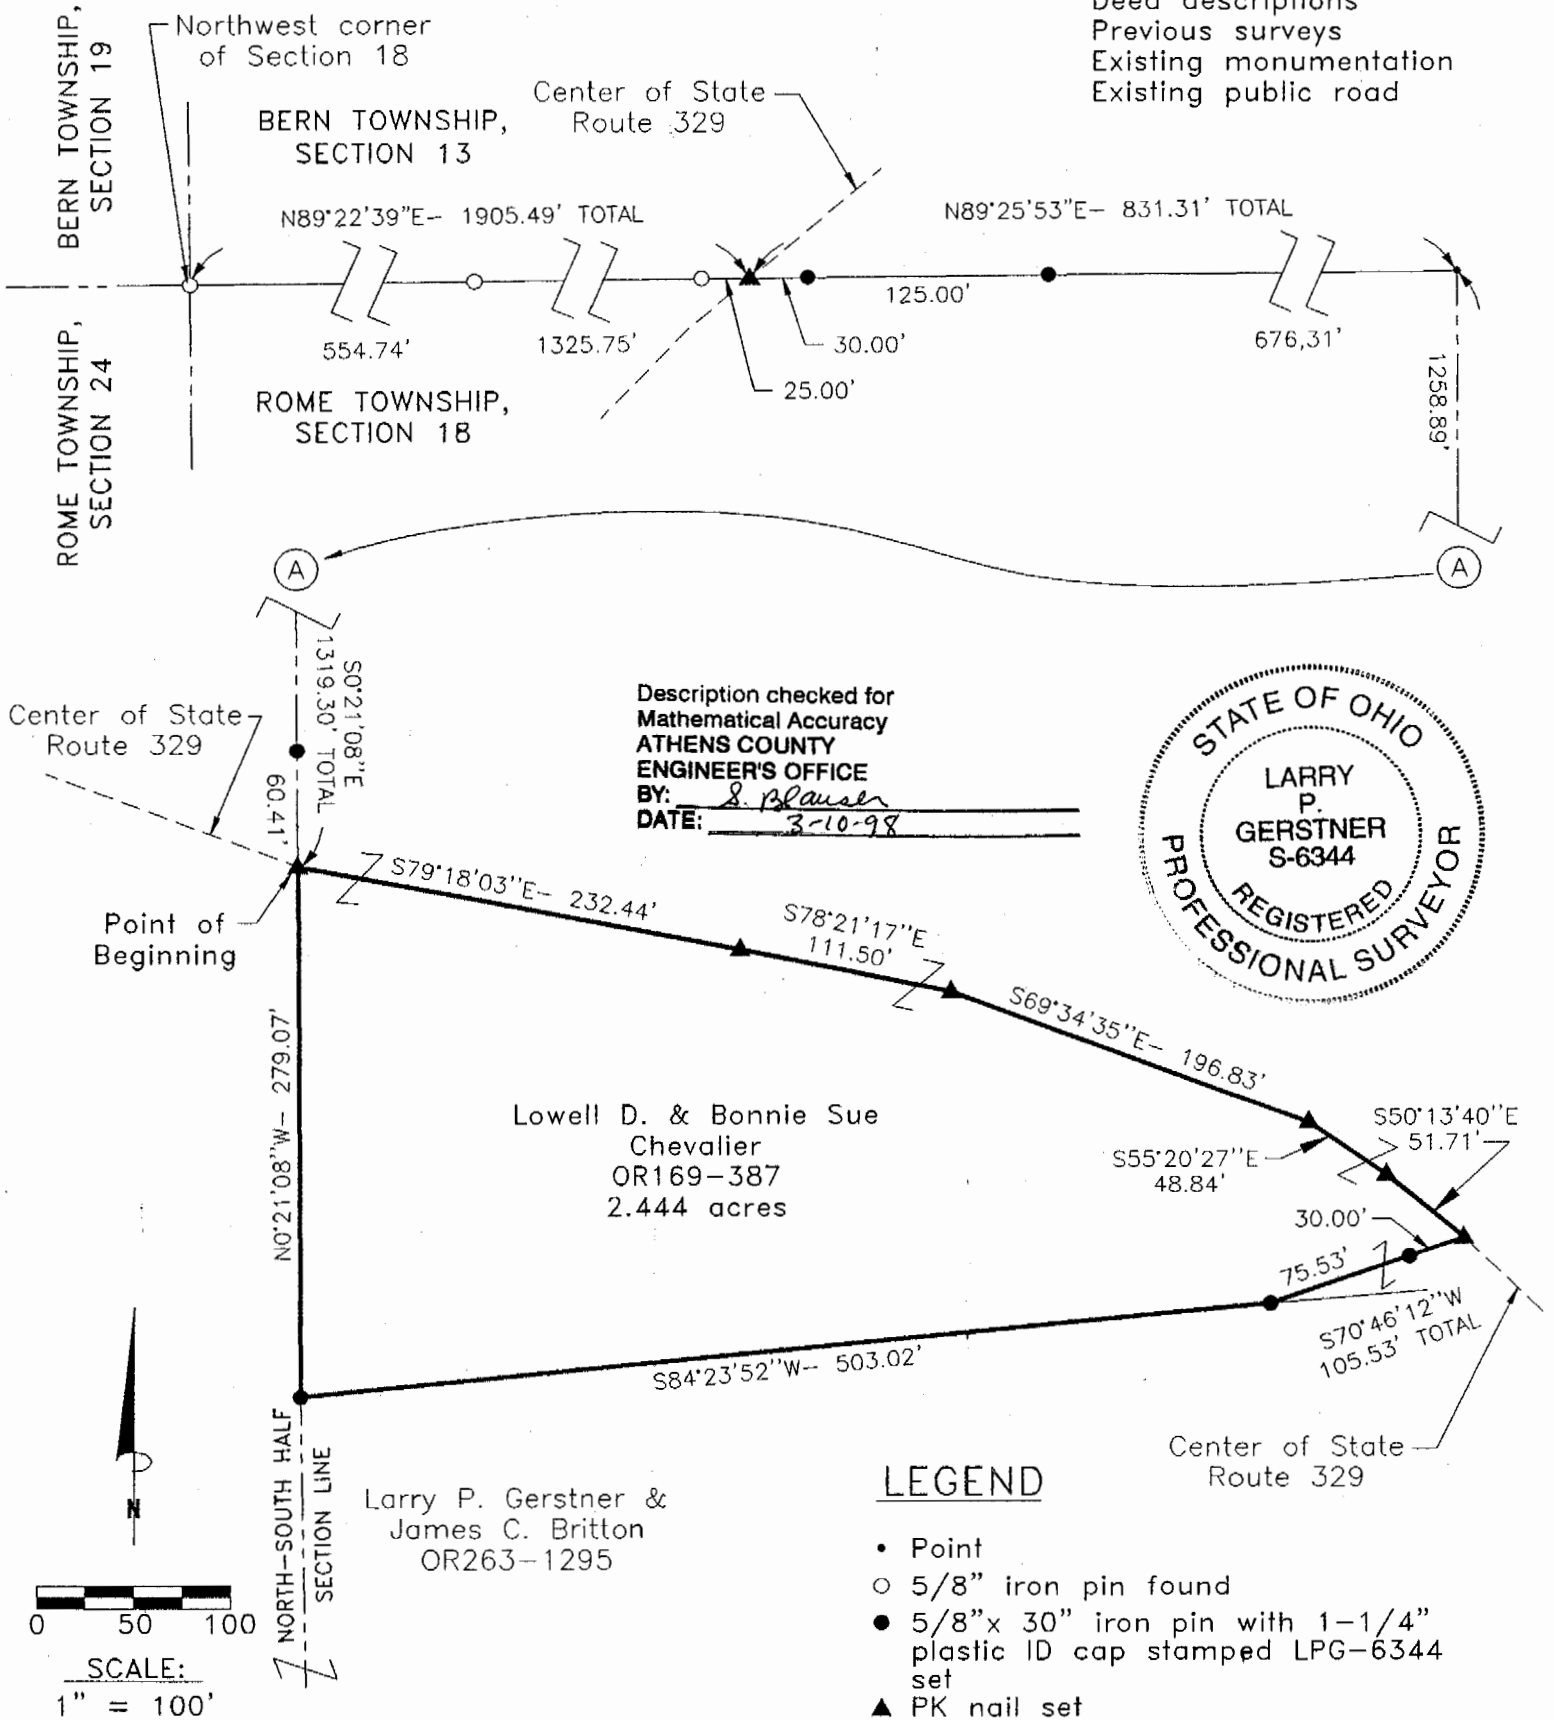 Deed descriptions
Previous surveys
Existing monumentation
Existing public road
BERN TOWNSHIP,
SECTION 19
Northwest corner
of Section 18
BERN TOWNSHIP,
SECTION 13
Center of State
Route 329
N89°22'39"E- 1905.49' TOTAL
N89°25'53"E- 831.31' TOTAL
554.74'
1325.75'
30.00'
25.00'
125.00'
676,31'
1258.89'
ROME TOWNSHIP,
SECTION 24
ROME TOWNSHIP,
SECTION 18
A
A
S0°21'08"E
1319.30' TOTAL
60.41'
Center of State
Route 329
Point of
Beginning
Description checked for
Mathematical Accuracy
ATHENS COUNTY
ENGINEER'S OFFICE
BY: S. Blauser
DATE: 3-10-98
STATE OF OHIO
LARRY
P.
GERSTNER
S-6344
REGISTERED
PROFESSIONAL SURVEYOR
S79°18'03"E- 232.44'
S78°21'17"E
111.50'
S69°34'35"E- 196.83'
S55°20'27"E
48.84'
S50°13'40"E
51.71'
30.00'
75.53'
S70°46'12"W
105.53' TOTAL
S84°23'52"W- 503.02'
N0°21'08"W- 279.07'
Lowell D. & Bonnie Sue
Chevalier
OR169-387
2.444 acres
Center of State
Route 329
NORTH-SOUTH HALF
SECTION LINE
Larry P. Gerstner &
James C. Britton
OR263-1295
N
0 50 100
SCALE:
1" = 100'
LEGEND
• Point
○ 5/8" iron pin found
● 5/8"x 30" iron pin with 1-1/4"
plastic ID cap stamped LPG-6344
set
▲ PK nail set